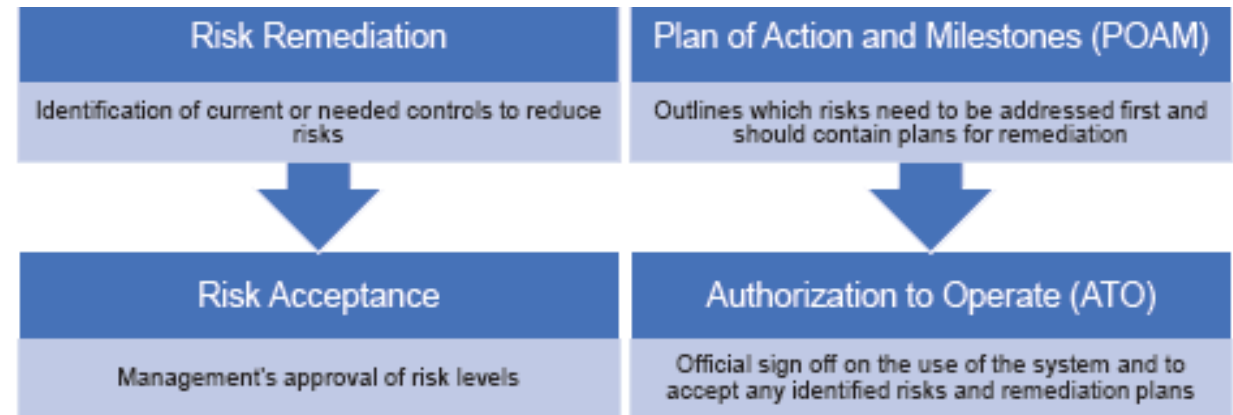 Risk Remediation
Identification of current or needed controls to reduce
risks
Plan of Action and Milestones (POAM)
Outlines which risks need to be addressed first and
should contain plans for remediation
Risk Acceptance
Management's approval of risk levels
Authorization to Operate (ATO)
Official sign off on the use of the system and to
accept any identified risks and remediation plans